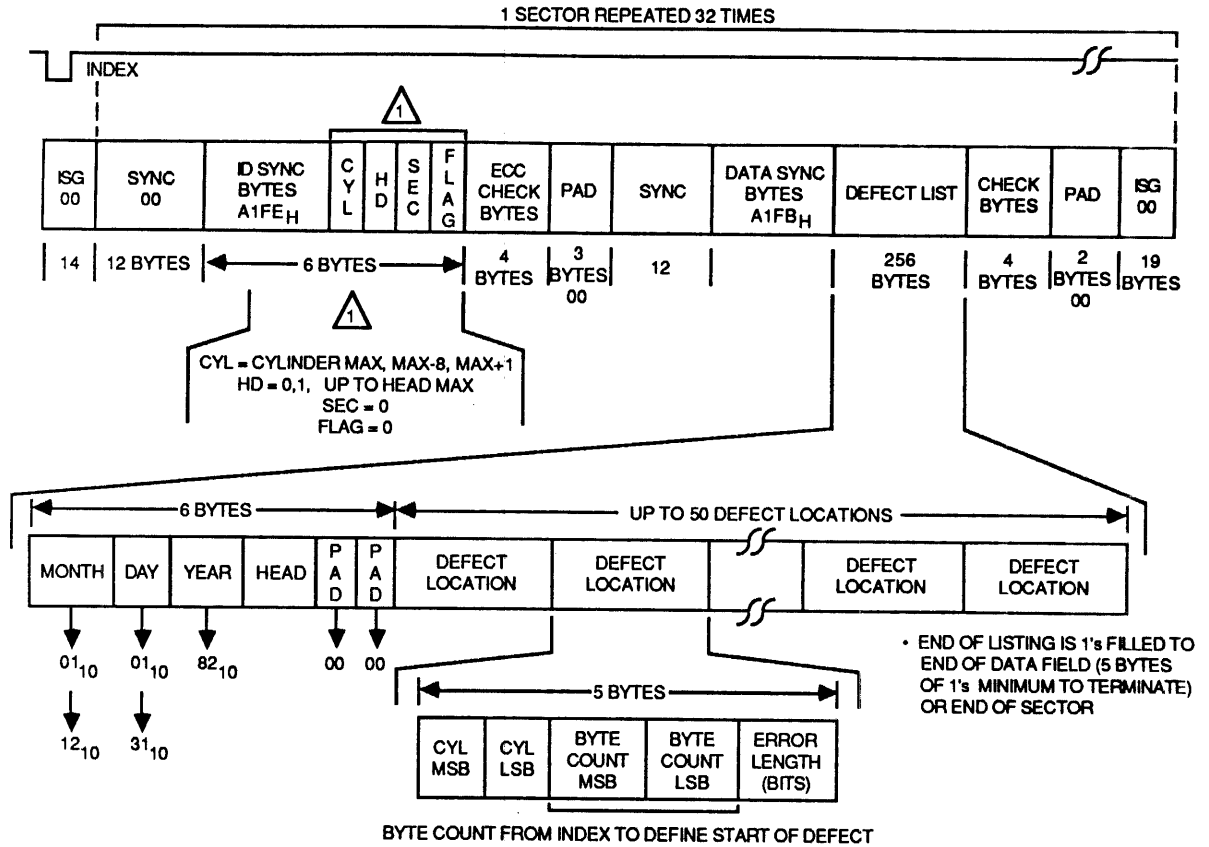 1 SECTOR REPEATED 32 TIMES
INDEX
1
ISG 00
SYNC 00
ID SYNC BYTES A1FEH
CYL
HD
SEC
FLAG
ECC CHECK BYTES
PAD
SYNC
DATA SYNC BYTES A1FBH
DEFECT LIST
CHECK BYTES
PAD
ISG 00
14
12 BYTES
6 BYTES
4 BYTES
3 BYTES 00
12
256 BYTES
4 BYTES
2 BYTES 00
19 BYTES
1
CYL = CYLINDER MAX, MAX-8, MAX+1
HD = 0,1, UP TO HEAD MAX
SEC = 0
FLAG = 0
6 BYTES
UP TO 50 DEFECT LOCATIONS
MONTH
DAY
YEAR
HEAD
PAD
PAD
DEFECT LOCATION
DEFECT LOCATION
DEFECT LOCATION
DEFECT LOCATION
0110
0110
8210
00
00
1210
3110
• END OF LISTING IS 1's FILLED TO
END OF DATA FIELD (5 BYTES
OF 1's MINIMUM TO TERMINATE)
OR END OF SECTOR
5 BYTES
CYL MSB
CYL LSB
BYTE COUNT MSB
BYTE COUNT LSB
ERROR LENGTH (BITS)
BYTE COUNT FROM INDEX TO DEFINE START OF DEFECT